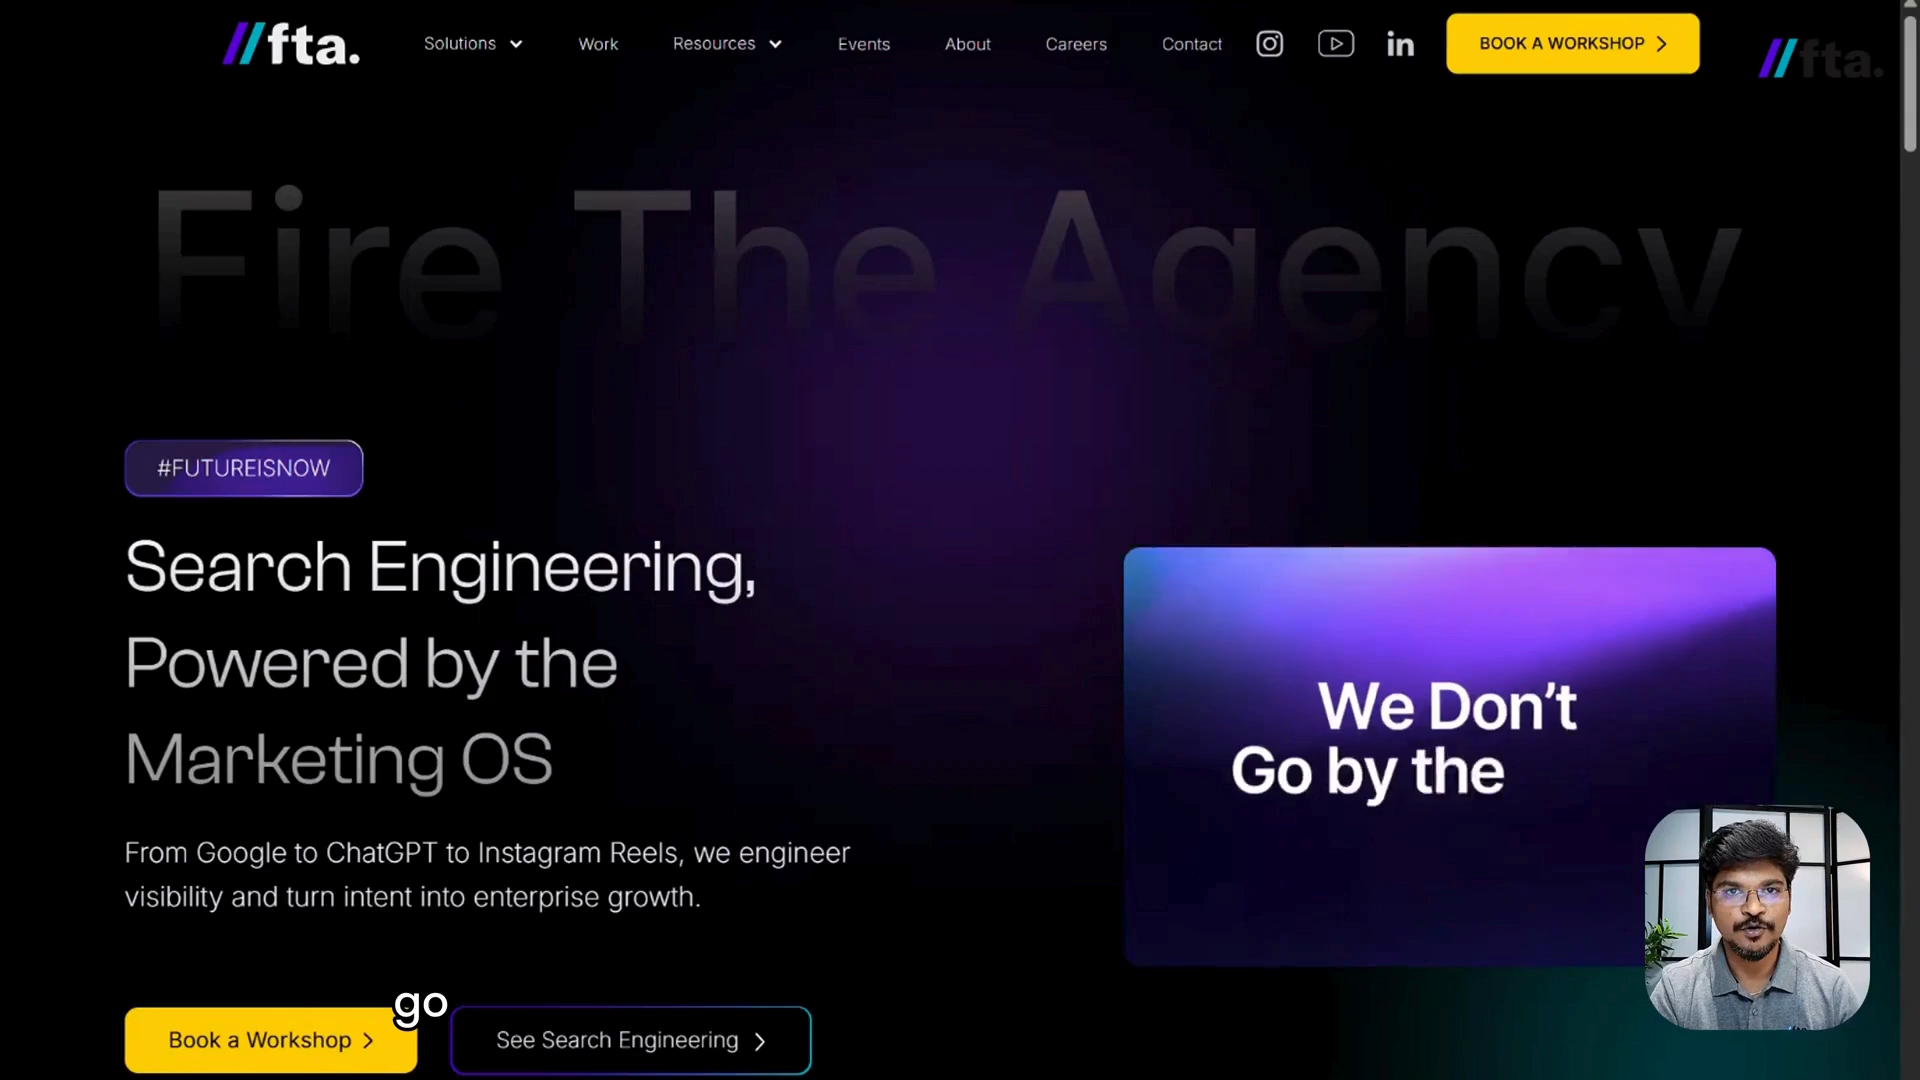 //fta.
Solutions
Work
Resources
Events
About
Careers
Contact
in
BOOK A WORKSHOP
//fta.
Fire The Agency
#FUTUREISNOW
Search Engineering,
Powered by the
Marketing OS
From Google to ChatGPT to Instagram Reels, we engineer
visibility and turn intent into enterprise growth.
We Don't
Go by the
Book a Workshop
go
See Search Engineering